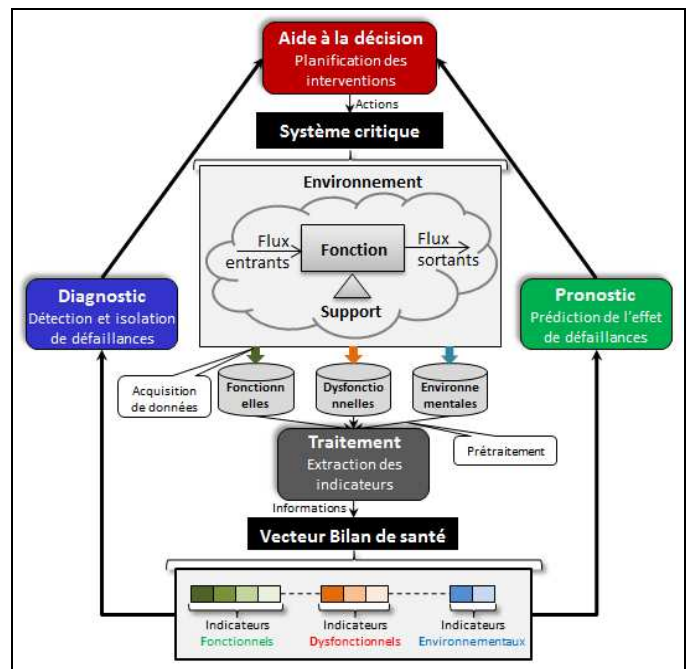 Aide à la décision
Planification des
interventions
Actions
Système critique
Environnement
Flux
entrants
Fonction
Flux
sortants
Support
Diagnostic
Détection et isolation
de défaillances
Pronostic
Prédiction de l'effet
de défaillances
Acquisition
de données
Fonctionn
elles
Dysfonctio
nnelles
Environne
mentales
Traitement
Extraction des
indicateurs
Prétraitement
Informations
Vecteur Bilan de santé
Indicateurs
Fonctionnels
Indicateurs
Dysfonctionnels
Indicateurs
Environnementaux